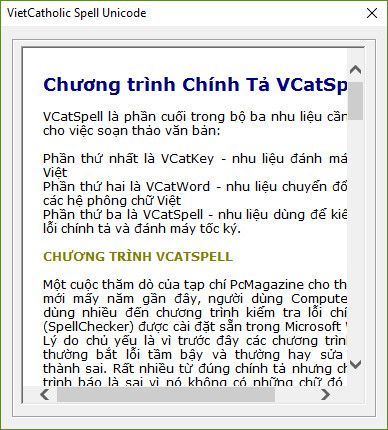 VietCatholic Spell Unicode
Chương trình Chính Tả VCatSp
VCatSpell là phần cuối trong bộ ba nhu liệu cần
cho việc soạn thảo văn bản:
Phần thứ nhất là VCatKey - nhu liệu đánh má
Việt
Phần thứ hai là VCatWord - nhu liệu chuyển đổ
các hệ phông chữ Việt
Phần thứ ba là VCatSpell - nhu liệu dùng để kiể
lỗi chính tả và đánh máy tốc ký.
CHƯƠNG TRÌNH VCATSPELL
Một cuộc thăm dò của tạp chí PcMagazine cho th
mới mấy năm gần đây, người dùng Compute
dùng nhiều đến chương trình kiểm tra lỗi chí
(SpellChecker) được cài đặt sẵn trong Microsoft
Lý do chủ yếu là vì trước đây các chương trìn
thường bắt lỗi tầm bậy và thường hay sửa
thành sai. Rất nhiều từ đúng chính tả nhưng ch
trình báo là sai vì nó không có những chữ đó